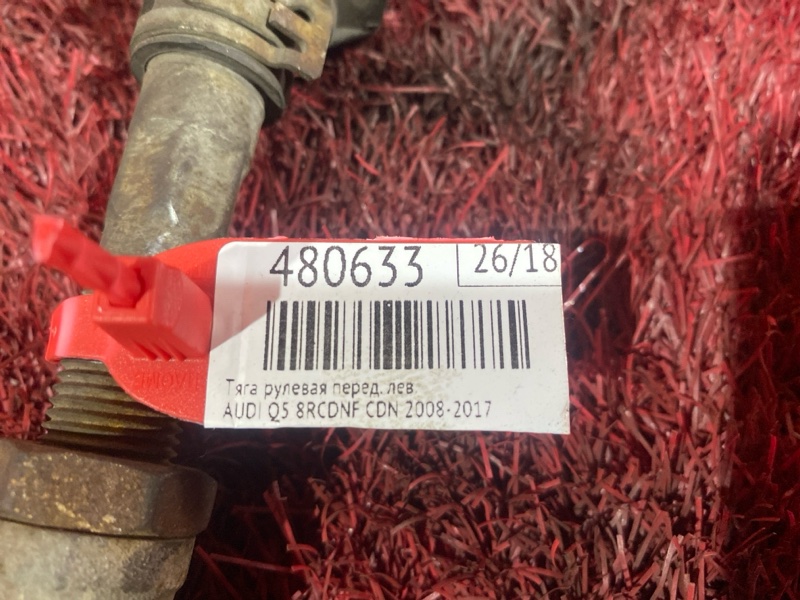 480633 26/18
Тяга рулевая перед. лев.
AUDI Q5 8RCDNF CDN 2008-2017